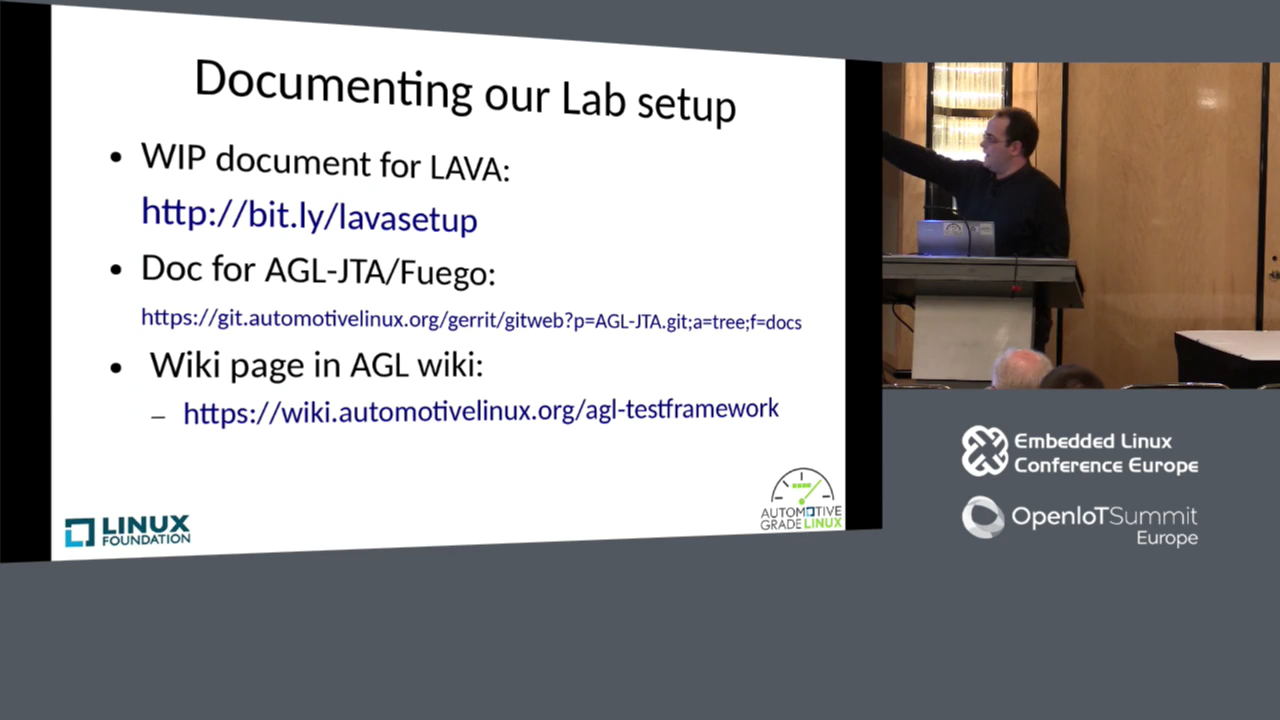 Documenting our Lab setup
• WIP document for LAVA:
http://bit.ly/lavasetup
• Doc for AGL-JTA/Fuego:
https://git.automotivelinux.org/gerrit/gitweb?p=AGL-JTA.git;a=tree;f=docs
• Wiki page in AGL wiki:
– https://wiki.automotivelinux.org/agl-testframework
LINUX
FOUNDATION
AUTOMOTIVE
GRADE LINUX
Embedded Linux
Conference Europe
OpenIoTSummit
Europe